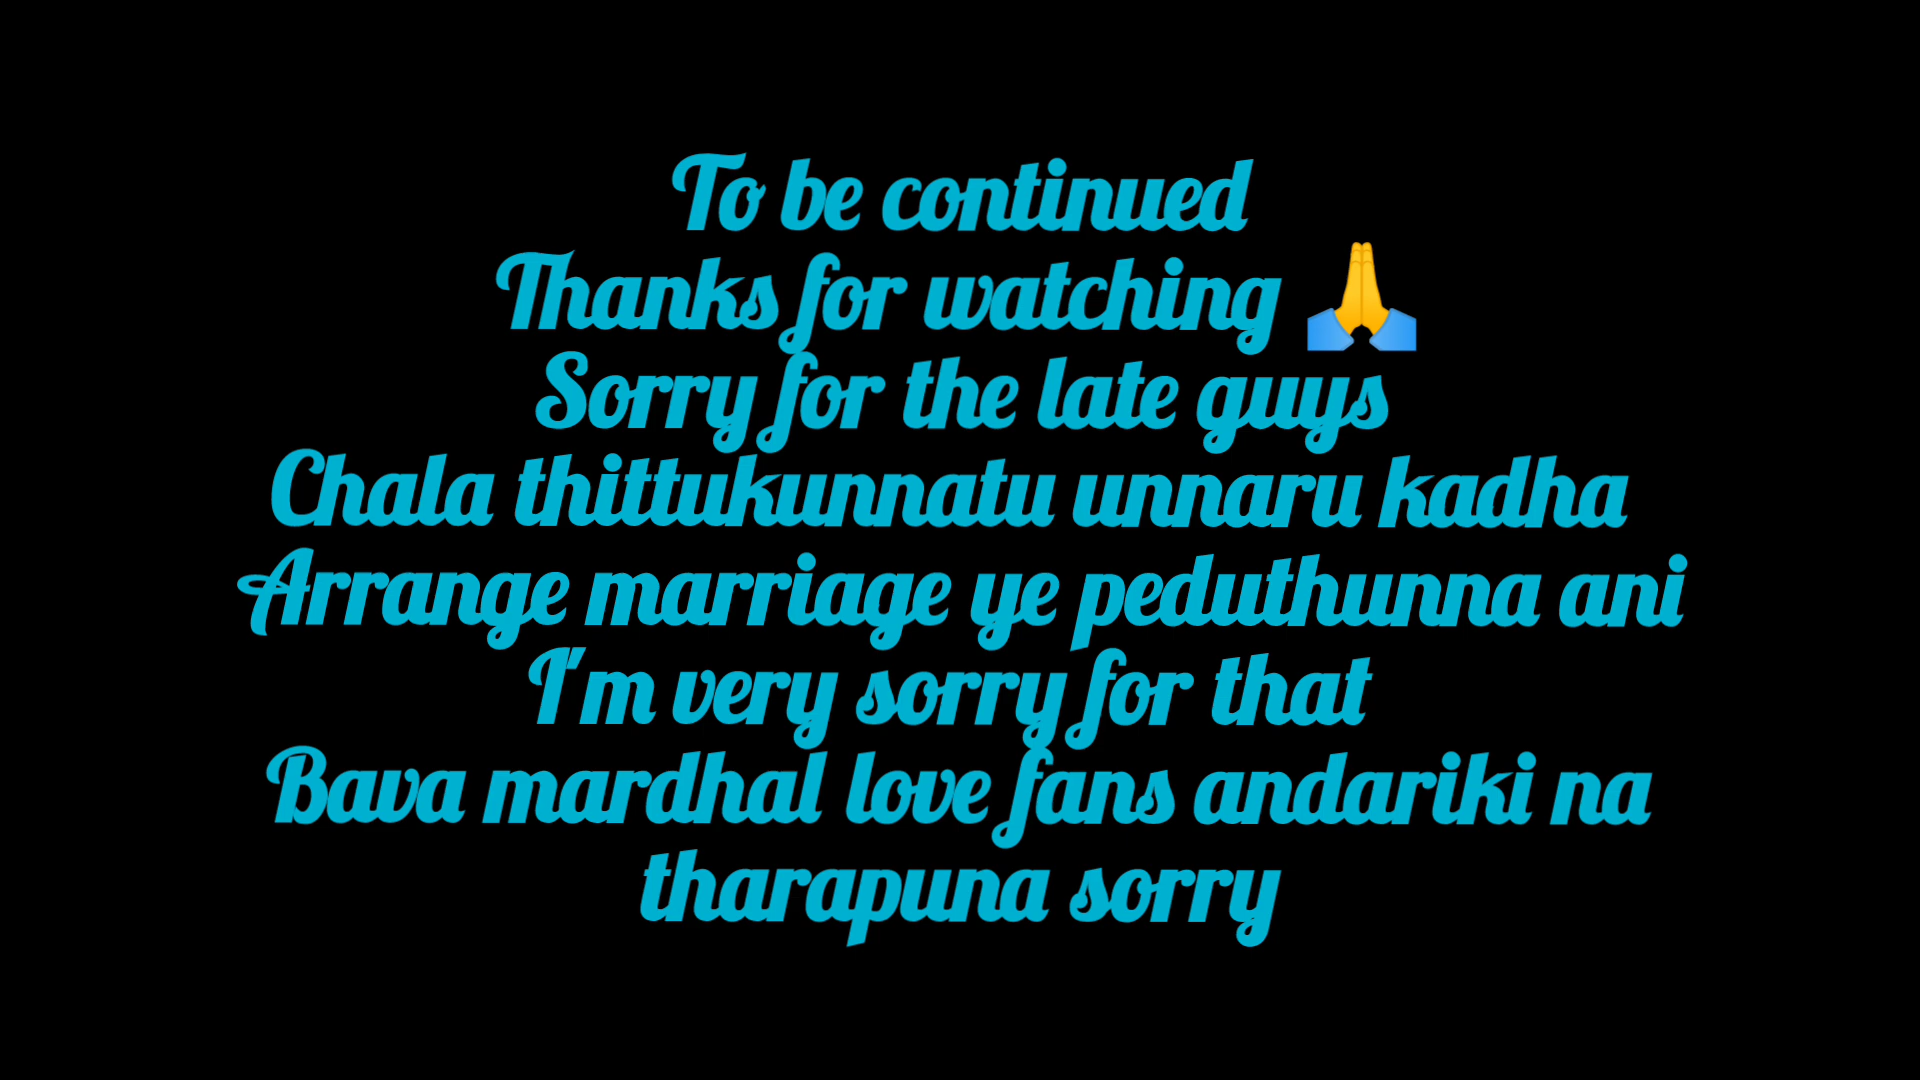 To be continued
Thanks for watching 🙏
Sorry for the late guys
Chala thittukunnatu unnaru kadha
Arrange marriage ye peduthunna ani
I'm very sorry for that
Bava mardhal love fans andariki na
tharapuna sorry